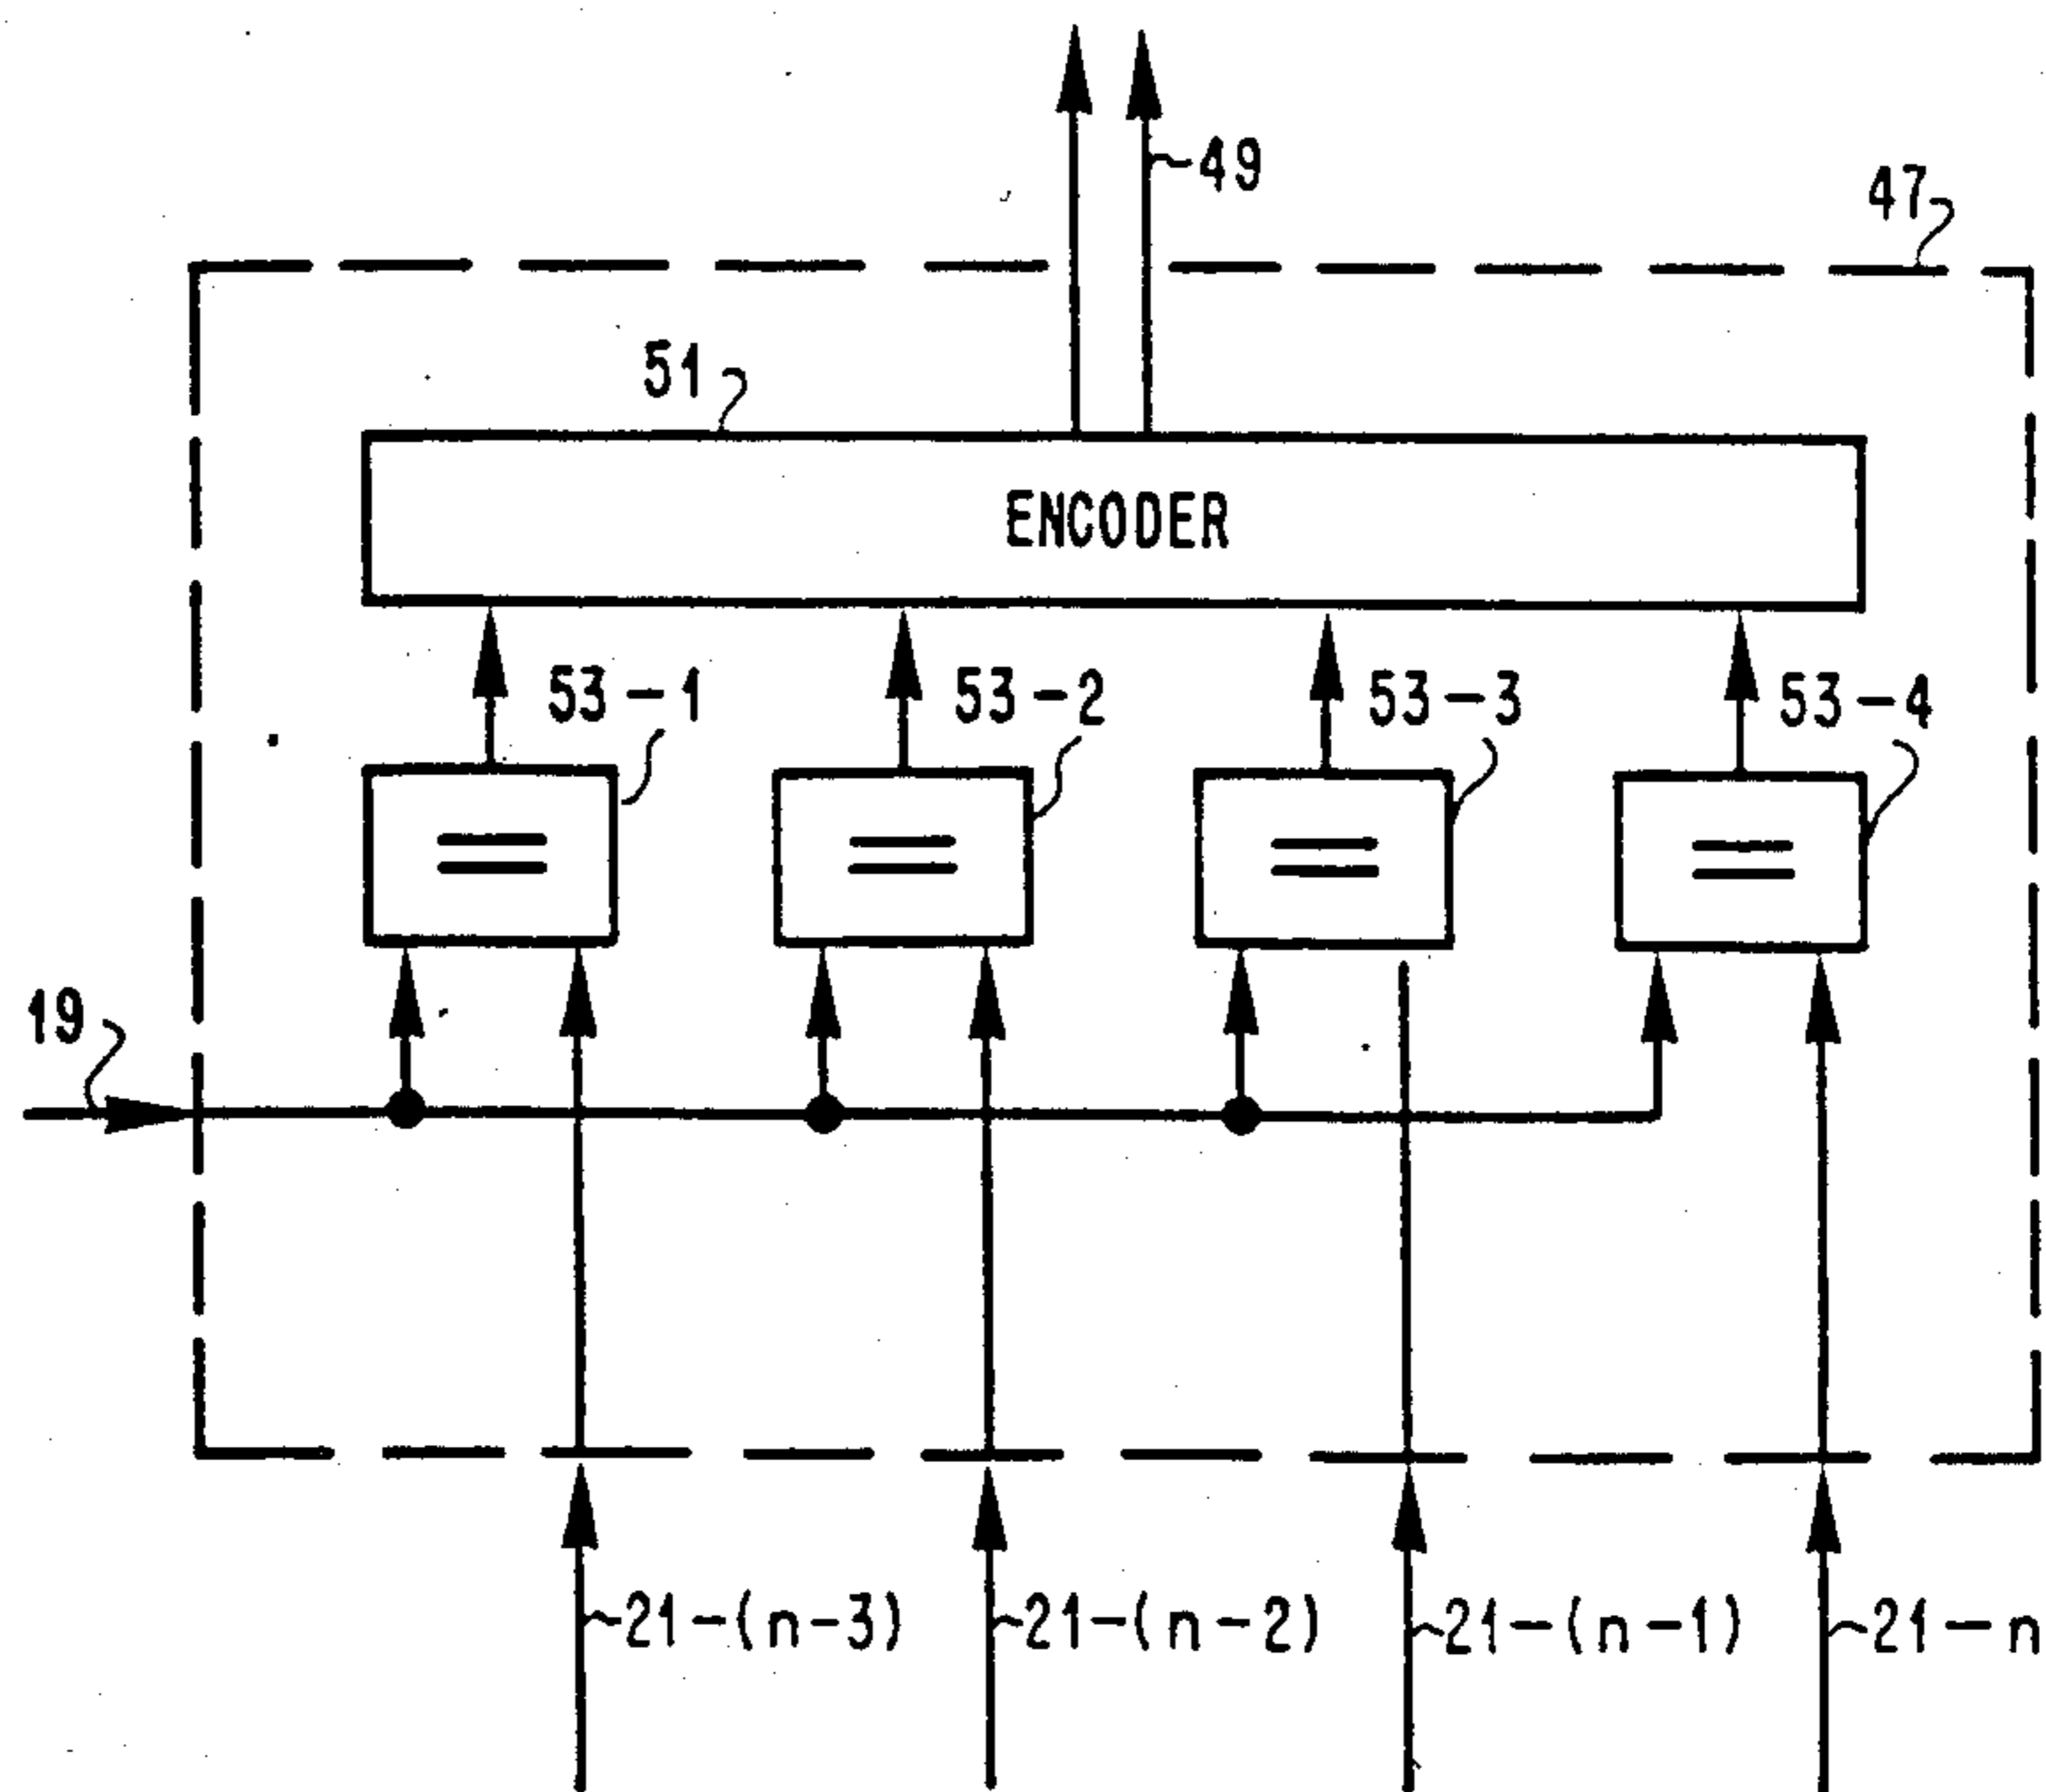 49
47
51
ENCODER
53-1
53-2
53-3
53-4
=
=
=
=
19
21-(n-3)
21-(n-2)
21-(n-1)
21-n